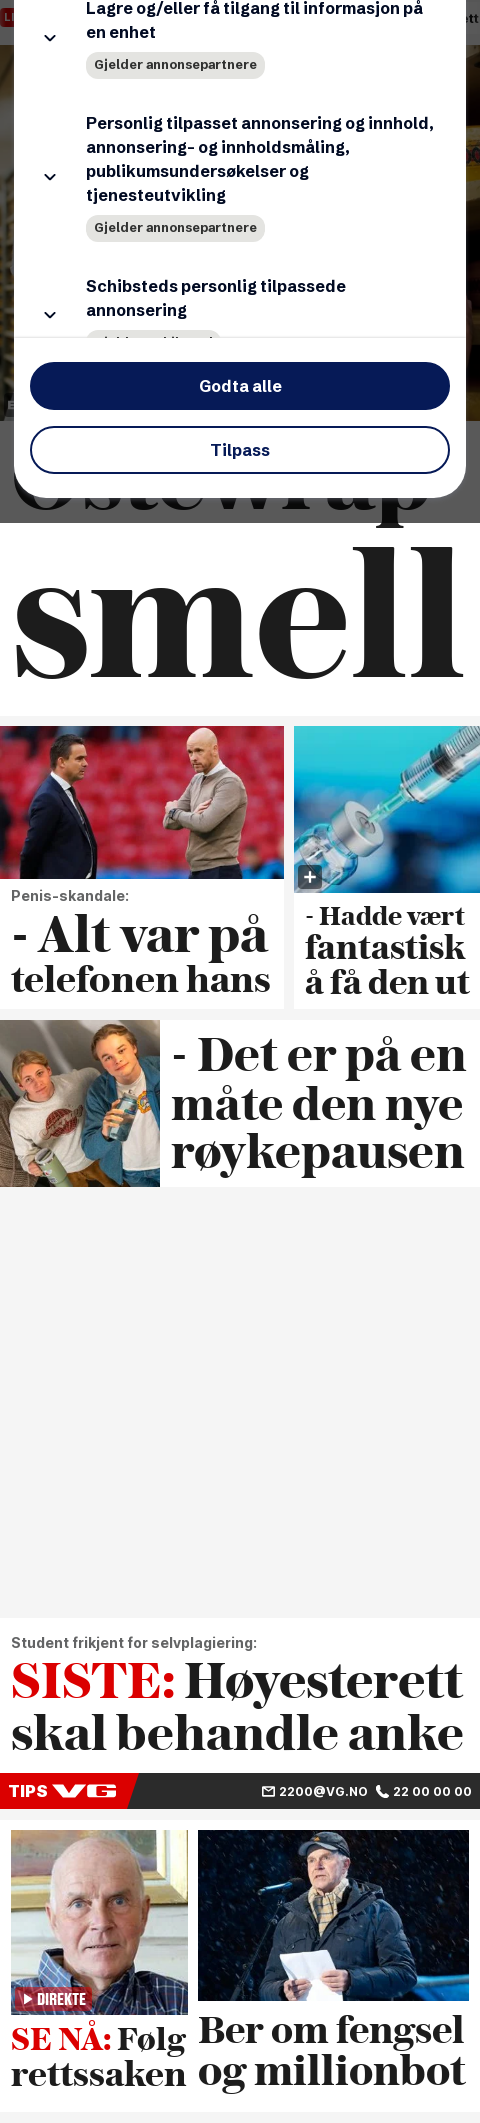 Lagre og/eller få tilgang til informasjon på
en enhet
Gjelder annonsepartnere
Personlig tilpasset annonsering og innhold,
annonsering- og innholdsmåling,
publikumsundersøkelser og
tjenesteutvikling
Gjelder annonsepartnere
Schibsteds personlig tilpassede
annonsering
Godta alle
Tilpass
smell
Penis-skandale:
- Alt var på
telefonen hans
- Hadde vært
fantastisk
å få den ut
- Det er på en
måte den nye
røykepausen
Student frikjent for selvplagiering:
SISTE: Høyesterett
skal behandle anke
TIPS VG 2200@VG.NO 22 00 00 00
DIREKTE
SE NÅ: Følg
rettssaken
Ber om fengsel
og millionbot